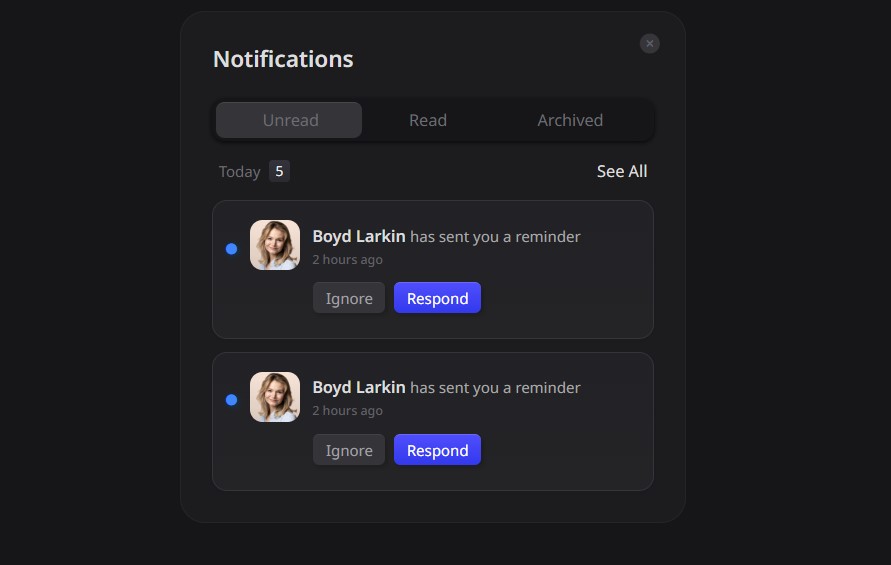 Notifications
Unread Read Archived
Today 5 See All
Boyd Larkin has sent you a reminder
2 hours ago
Ignore Respond
Boyd Larkin has sent you a reminder
2 hours ago
Ignore Respond